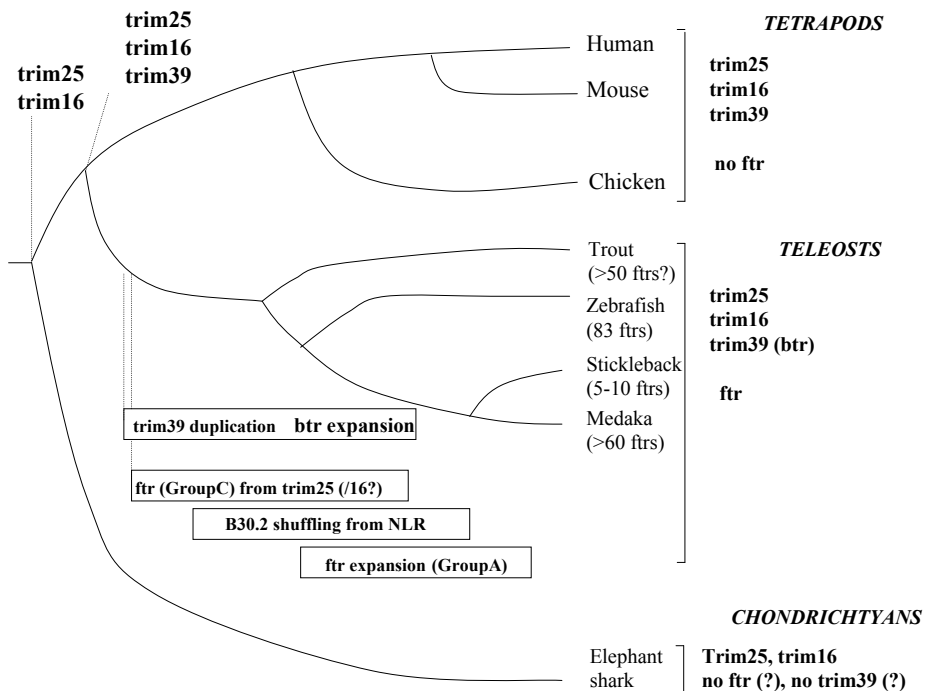 trim25
trim16
trim25
trim16
trim39
Human
Mouse
Chicken
TETRAPODS
trim25
trim16
trim39
no ftr
Trout
(>50 ftrs?)
Zebrafish
(83 ftrs)
Stickleback
(5-10 ftrs)
Medaka
(>60 ftrs)
TELEOSTS
trim25
trim16
trim39 (btr)
ftr
trim39 duplication btr expansion
ftr (GroupC) from trim25 (/16?)
B30.2 shuffling from NLR
ftr expansion (GroupA)
CHONDRICHTYANS
Elephant
shark
Trim25, trim16
no ftr (?), no trim39 (?)